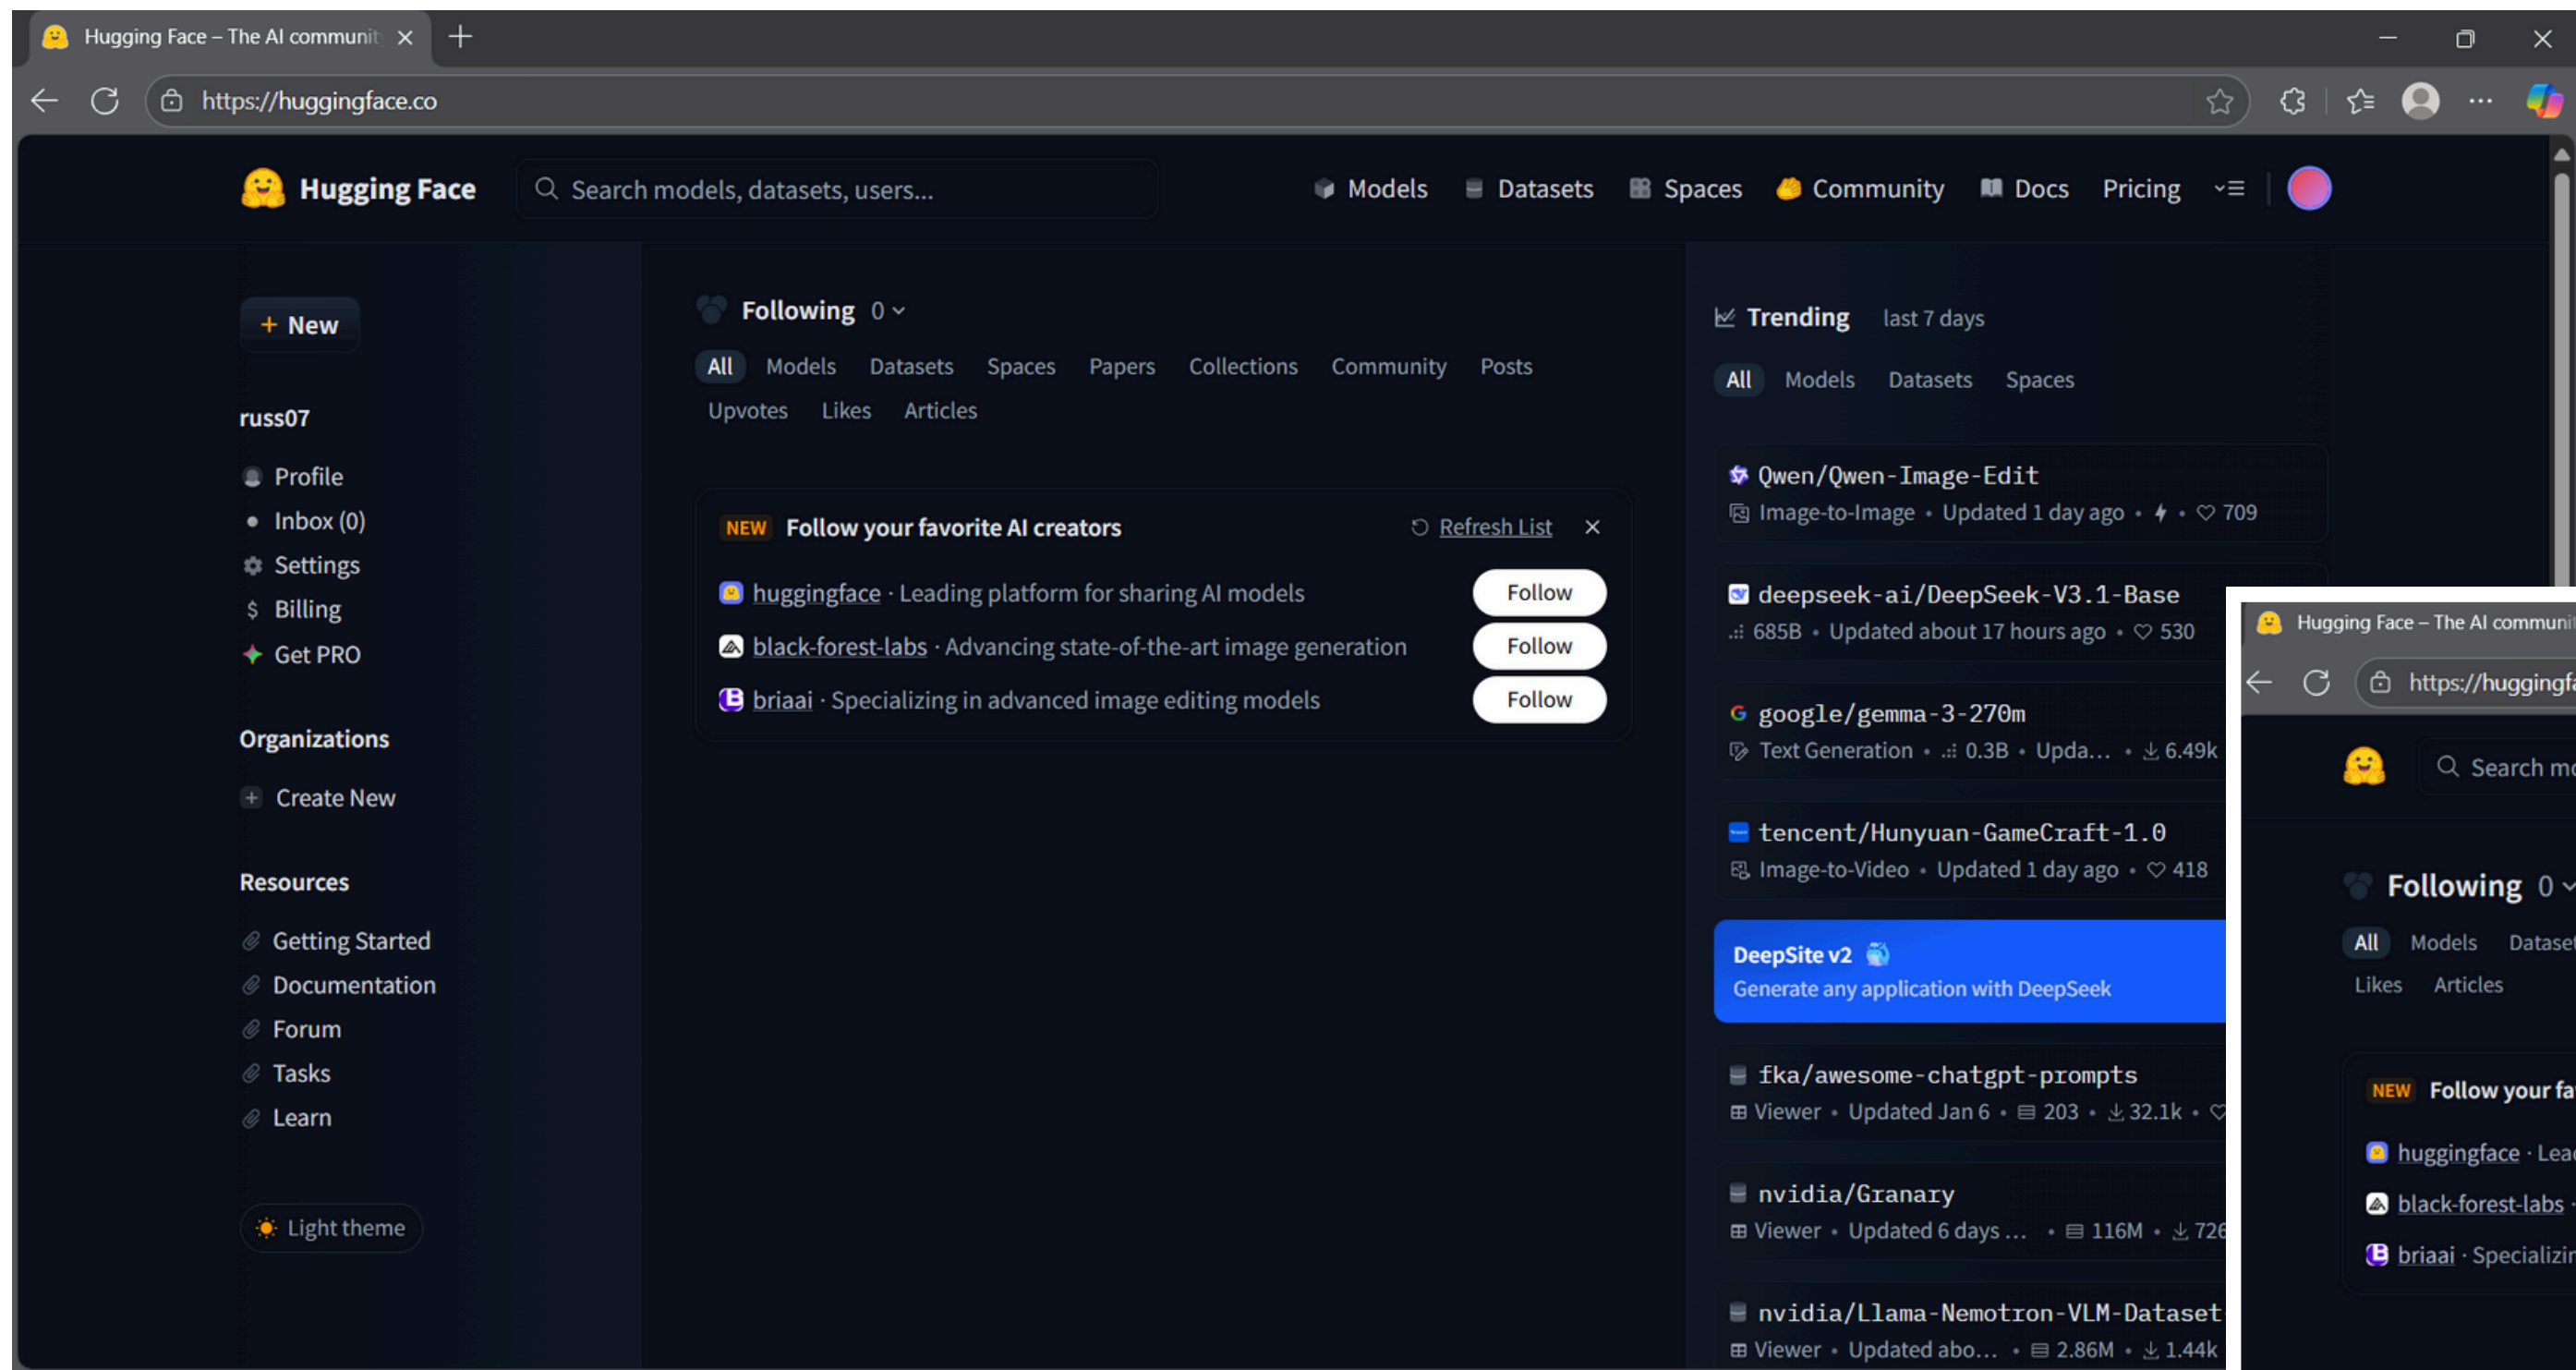 Hugging Face – The AI communit
https://huggingface.co
Hugging Face
Search models, datasets, users...
Models
Datasets
Spaces
Community
Docs
Pricing
+ New
russ07
Profile
Inbox (0)
Settings
$ Billing
Get PRO
Organizations
+ Create New
Resources
Getting Started
Documentation
Forum
Tasks
Learn
Light theme
Following 0
All Models Datasets Spaces Papers Collections Community Posts
Upvotes Likes Articles
NEW Follow your favorite AI creators Refresh List
huggingface · Leading platform for sharing AI models Follow
black-forest-labs · Advancing state-of-the-art image generation Follow
briaai · Specializing in advanced image editing models Follow
Trending last 7 days
All Models Datasets Spaces
Qwen/Qwen-Image-Edit
Image-to-Image • Updated 1 day ago • • 709
deepseek-ai/DeepSeek-V3.1-Base
685B • Updated about 17 hours ago • 530
google/gemma-3-270m
Text Generation • 0.3B • Upda... • 6.49k
tencent/Hunyuan-GameCraft-1.0
Image-to-Video • Updated 1 day ago • 418
DeepSite v2
Generate any application with DeepSeek
fka/awesome-chatgpt-prompts
Viewer • Updated Jan 6 • 203 • 32.1k •
nvidia/Granary
Viewer • Updated 6 days ... • 116M • 726
nvidia/Llama-Nemotron-VLM-Dataset
Viewer • Updated abo... • 2.86M • 1.44k
Hugging Face – The AI communit
https://huggingfa
Search mo
Following 0
All Models Dataset
Likes Articles
NEW Follow your fa
huggingface · Lead
black-forest-labs ·
briaai · Specializin